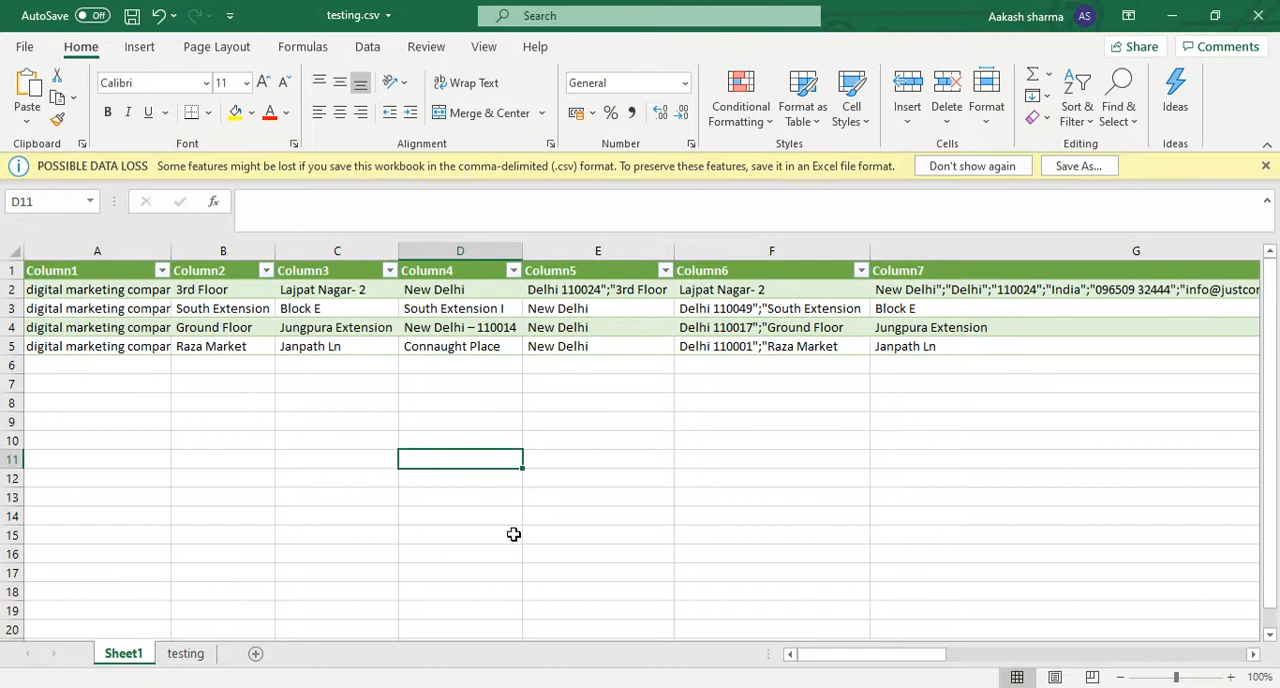 AutoSave Off testing.csv Search Aakash sharma AS
File Home Insert Page Layout Formulas Data Review View Help Share Comments
Paste Calibri 11 Wrap Text General Conditional Formatting Format as Table Cell Styles Insert Delete Format Sort & Filter Find & Select Ideas
B I U A Merge & Center % ,
Clipboard Font Alignment Number Styles Cells Editing Ideas
POSSIBLE DATA LOSS Some features might be lost if you save this workbook in the comma-delimited (.csv) format. To preserve these features, save it in an Excel file format. Don't show again Save As...
D11 fx
A B C D E F G
1 Column1 Column2 Column3 Column4 Column5 Column6 Column7
2 digital marketing compar 3rd Floor Lajpat Nagar- 2 New Delhi Delhi 110024";"3rd Floor Lajpat Nagar- 2 New Delhi";"Delhi";"110024";"India";"096509 32444";"info@justcor
3 digital marketing compar South Extension Block E South Extension I New Delhi Delhi 110049";"South Extension Block E
4 digital marketing compar Ground Floor Jungpura Extension New Delhi – 110014 New Delhi Delhi 110017";"Ground Floor Jungpura Extension
5 digital marketing compar Raza Market Janpath Ln Connaught Place New Delhi Delhi 110001";"Raza Market Janpath Ln
6
7
8
9
10
11
12
13
14
15
16
17
18
19
20
Sheet1 testing
100%